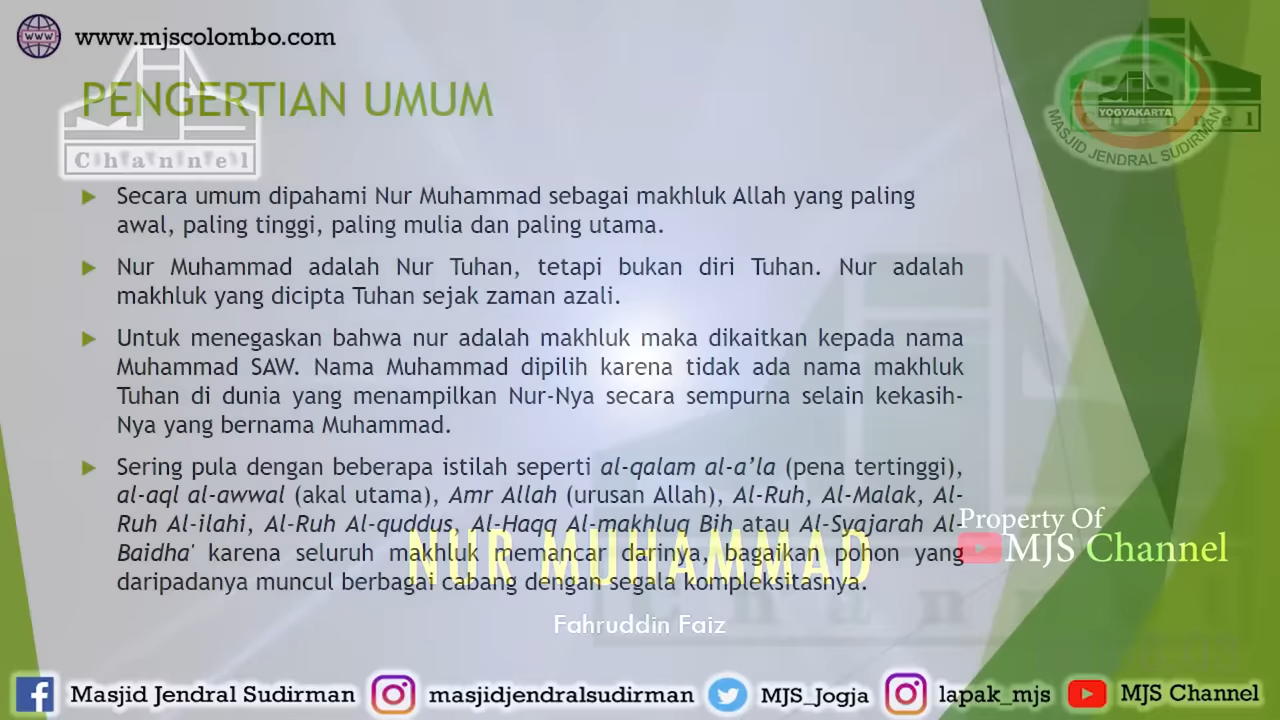 www.mjscolombo.com
PENGERTIAN UMUM
Channel
YOGYAKARTA
MASJID JENDRAL SUDIRMAN
Secara umum dipahami Nur Muhammad sebagai makhluk Allah yang paling
awal, paling tinggi, paling mulia dan paling utama.
Nur Muhammad adalah Nur Tuhan, tetapi bukan diri Tuhan. Nur adalah
makhluk yang dicipta Tuhan sejak zaman azali.
Untuk menegaskan bahwa nur adalah makhluk maka dikaitkan kepada nama
Muhammad SAW. Nama Muhammad dipilih karena tidak ada nama makhluk
Tuhan di dunia yang menampilkan Nur-Nya secara sempurna selain kekasih-
Nya yang bernama Muhammad.
Sering pula dengan beberapa istilah seperti al-qalam al-a’la (pena tertinggi),
al-aql al-awwal (akal utama), Amr Allah (urusan Allah), Al-Ruh, Al-Malak, Al-
Ruh Al-ilahi, Al-Ruh Al-quddus, Al-Haqq Al-makhluq Bih atau Al-Syajarah Al-
Baidha' karena seluruh makhluk memancar darinya, bagaikan pohon yang
daripadanya muncul berbagai cabang dengan segala kompleksitasnya.
Property Of
MJS Channel
NUR MUHAMMAD
Fahruddin Faiz
Channel
Masjid Jendral Sudirman masjidjendralsudirman MJS_Jogja lapak_mjs MJS Channel